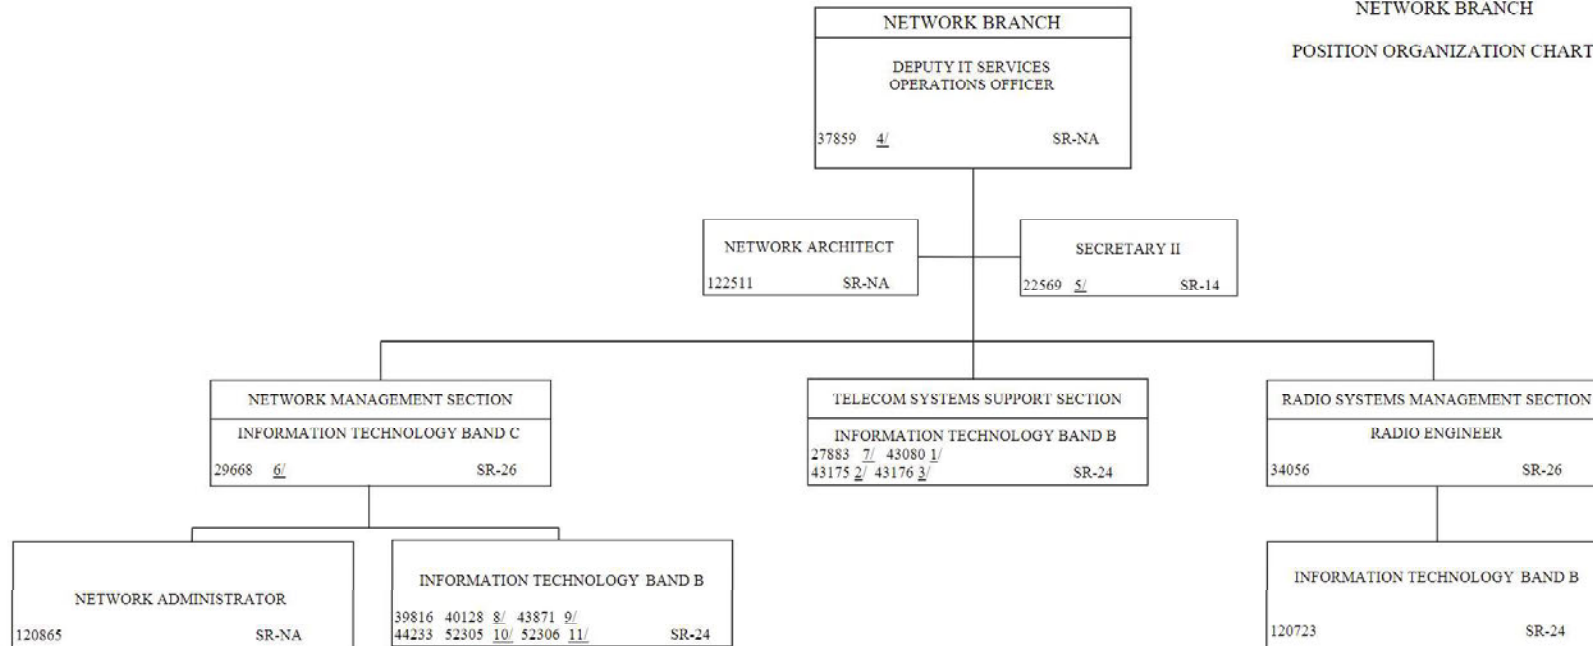 NETWORK BRANCH
POSITION ORGANIZATION CHART
NETWORK BRANCH
DEPUTY IT SERVICES
OPERATIONS OFFICER
37859 4/ SR-NA
NETWORK ARCHITECT
122511 SR-NA
SECRETARY II
22569 5/ SR-14
NETWORK MANAGEMENT SECTION
INFORMATION TECHNOLOGY BAND C
29668 6/ SR-26
TELECOM SYSTEMS SUPPORT SECTION
INFORMATION TECHNOLOGY BAND B
27883 7/ 43080 1/
43175 2/ 43176 3/ SR-24
RADIO SYSTEMS MANAGEMENT SECTION
RADIO ENGINEER
34056 SR-26
NETWORK ADMINISTRATOR
120865 SR-NA
INFORMATION TECHNOLOGY BAND B
39816 40128 8/ 43871 9/
44233 52305 10/ 52306 11/ SR-24
INFORMATION TECHNOLOGY BAND B
120723 SR-24